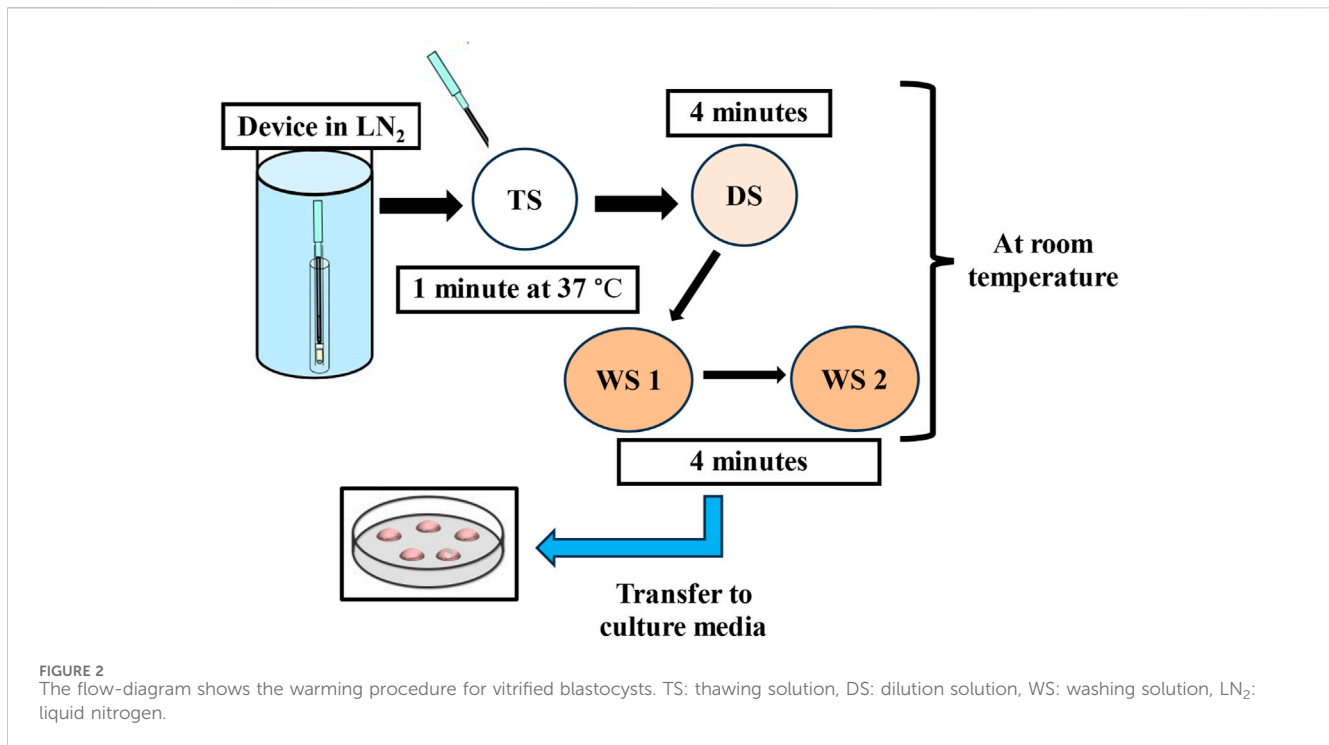 Device in LN₂
TS
1 minute at 37 °C
4 minutes
DS
WS 1
WS 2
4 minutes
At room
temperature
Transfer to
culture media
FIGURE 2
The flow-diagram shows the warming procedure for vitrified blastocysts. TS: thawing solution, DS: dilution solution, WS: washing solution, LN₂:
liquid nitrogen.